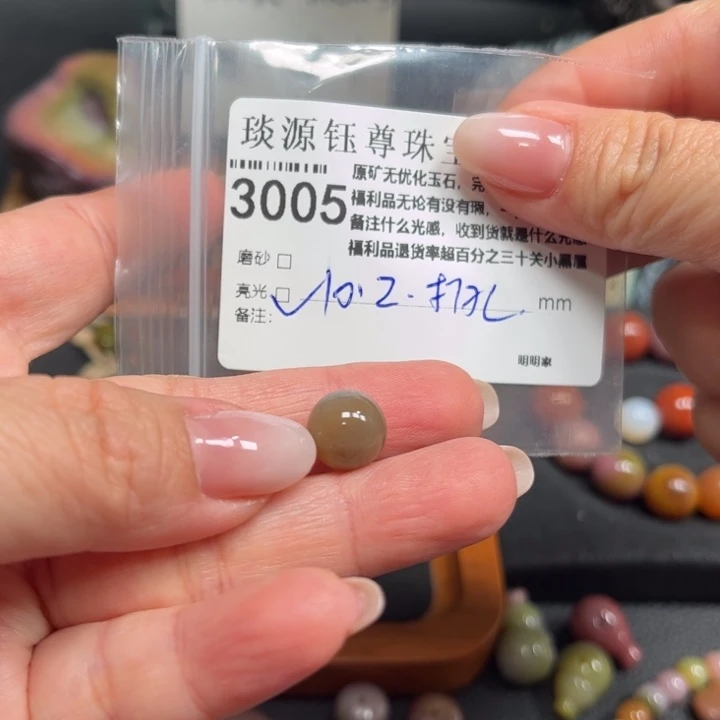 琰源钰尊珠
原矿无优化玉石，完
3005
福利品无论有没有瑕，
备注什么光感，收到货就是什么光感
福利品退货率超百分之三十关小黑屋
磨砂 □
亮光 □ ✓10.2.打孔 mm
备注：
明明家